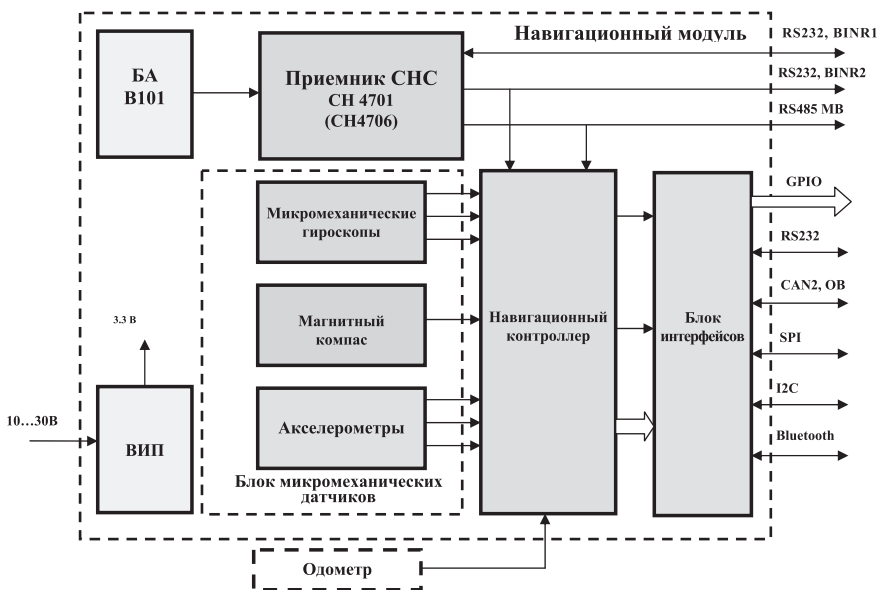 Навигационный модуль
RS232, BINR1
БА
B101
Приемник СНС
СН 4701
(СН4706)
RS232, BINR2
RS485 MB
Микромеханические
гироскопы
GPIO
RS232
Магнитный
компас
Навигационный
контроллер
Блок
интерфейсов
CAN2, OB
SPI
3.3 В
I2C
10…30В
ВИП
Акселерометры
Bluetooth
Блок микромеханических
датчиков
Одометр